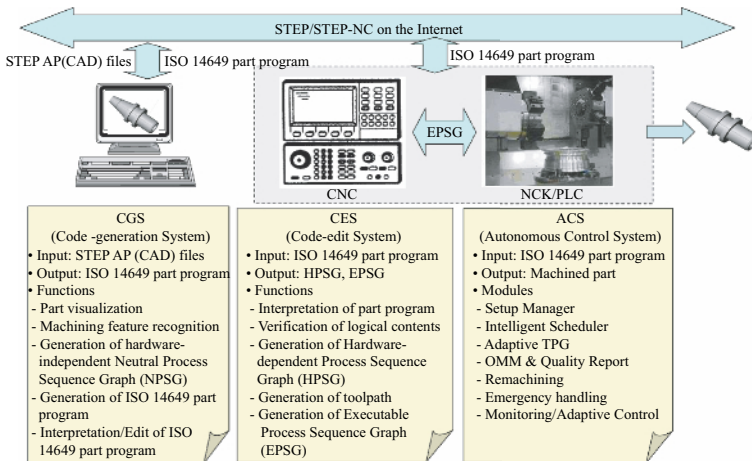 STEP/STEP-NC on the Internet
STEP AP(CAD) files
ISO 14649 part program
ISO 14649 part program
EPSG
CNC
NCK/PLC
CGS
(Code -generation System)
• Input: STEP AP (CAD) files
• Output: ISO 14649 part program
• Functions
- Part visualization
- Machining feature recognition
- Generation of hardware-
independent Neutral Process
Sequence Graph (NPSG)
- Generation of ISO 14649 part
program
- Interpretation/Edit of ISO
14649 part program
CES
(Code-edit System)
• Input: ISO 14649 part program
• Output: HPSG, EPSG
• Functions
- Interpretation of part program
- Verification of logical contents
- Generation of Hardware-
dependent Process Sequence
Graph (HPSG)
- Generation of toolpath
- Generation of Executable
Process Sequence Graph
(EPSG)
ACS
(Autonomous Control System)
• Input: ISO 14649 part program
• Output: Machined part
• Modules
- Setup Manager
- Intelligent Scheduler
- Adaptive TPG
- OMM & Quality Report
- Remachining
- Emergency handling
- Monitoring/Adaptive Control